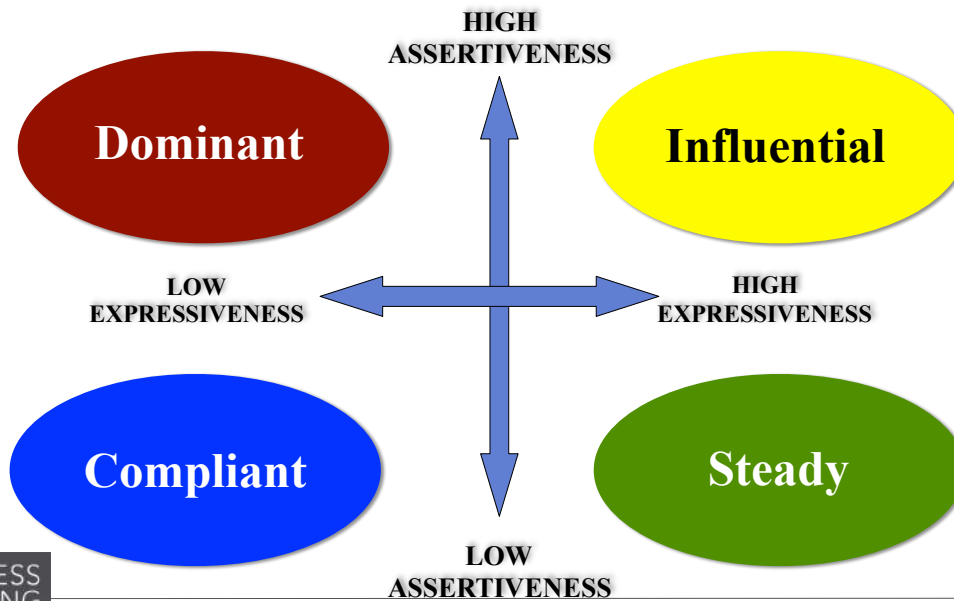 HIGH
ASSERTIVENESS
Dominant
Influential
LOW
EXPRESSIVENESS
HIGH
EXPRESSIVENESS
Compliant
Steady
LOW
ASSERTIVENESS